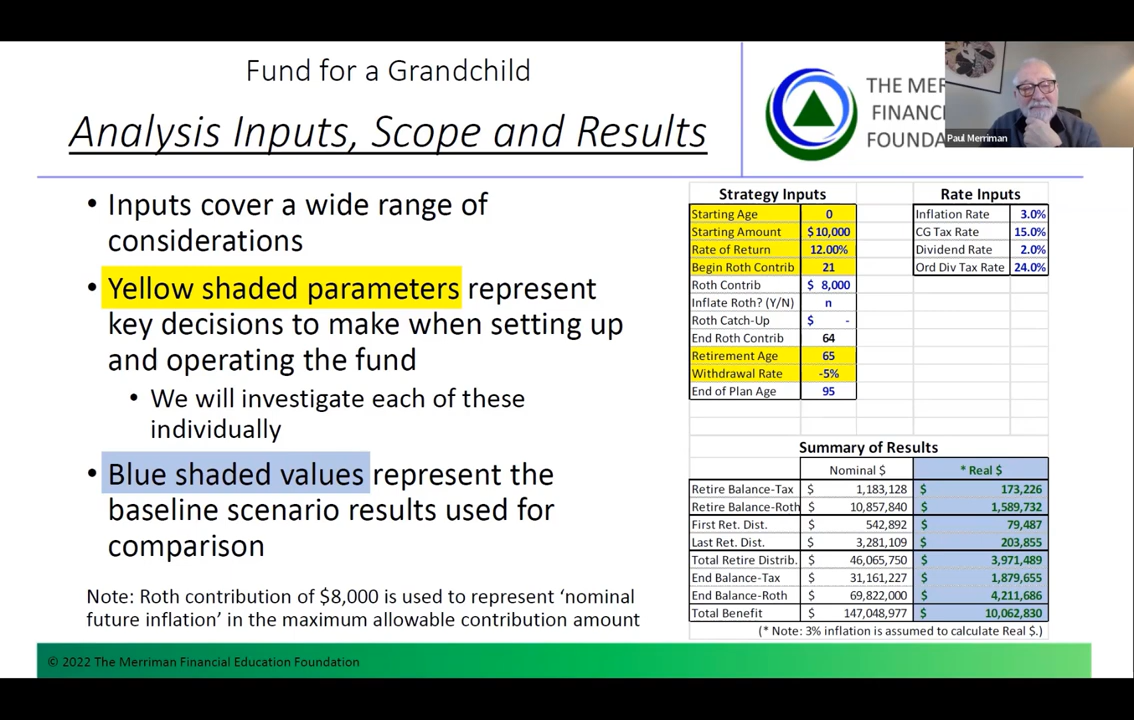 Fund for a Grandchild
Analysis Inputs, Scope and Results
THE
FINANC
Paul Merriman
• Inputs cover a wide range of
considerations
• Yellow shaded parameters represent
key decisions to make when setting up
and operating the fund
• We will investigate each of these
individually
• Blue shaded values represent the
baseline scenario results used for
comparison
Note: Roth contribution of $8,000 is used to represent ‘nominal
future inflation’ in the maximum allowable contribution amount
Strategy Inputs
Starting Age 0
Starting Amount $10,000
Rate of Return 12.00%
Begin Roth Contrib 21
Roth Contrib $ 8,000
Inflate Roth? (Y/N) n
Roth Catch-Up $ -
End Roth Contrib 64
Retirement Age 65
Withdrawal Rate -5%
End of Plan Age 95
Rate Inputs
Inflation Rate 3.0%
CG Tax Rate 15.0%
Dividend Rate 2.0%
Ord Div Tax Rate 24.0%
Summary of Results
Nominal $ * Real $
Retire Balance-Tax $ 1,183,128 $ 173,226
Retire Balance-Roth $ 10,857,840 $ 1,589,732
First Ret. Dist. $ 542,892 $ 79,487
Last Ret. Dist. $ 3,281,109 $ 203,855
Total Retire Distrib. $ 46,065,750 $ 3,971,489
End Balance-Tax $ 31,161,227 $ 1,879,655
End Balance-Roth $ 69,822,000 $ 4,211,686
Total Benefit $ 147,048,977 $ 10,062,830
(* Note: 3% inflation is assumed to calculate Real $.)
© 2022 The Merriman Financial Education Foundation